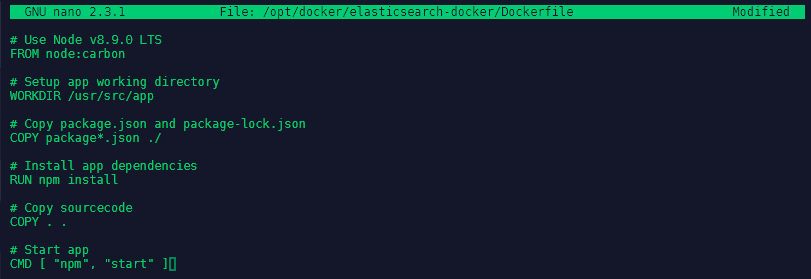 GNU nano 2.3.1 File: /opt/docker/elasticsearch-docker/Dockerfile Modified
# Use Node v8.9.0 LTS
FROM node:carbon
# Setup app working directory
WORKDIR /usr/src/app
# Copy package.json and package-lock.json
COPY package*.json ./
# Install app dependencies
RUN npm install
# Copy sourcecode
COPY . .
# Start app
CMD [ "npm", "start" ]